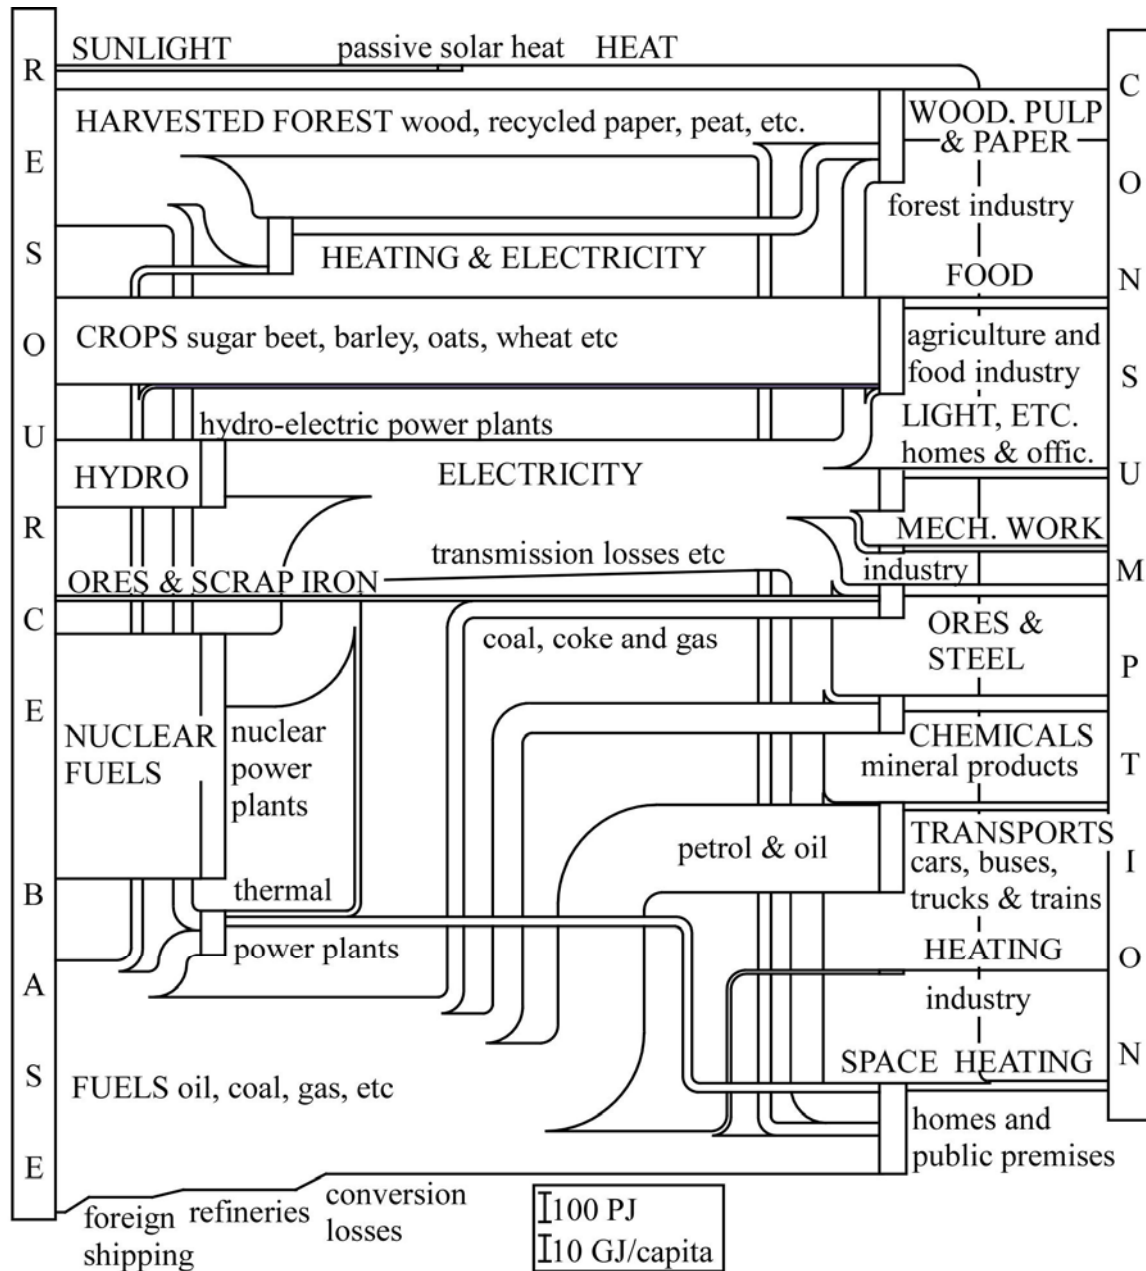 RESOURCE BASE
SUNLIGHT passive solar heat HEAT
HARVESTED FOREST wood, recycled paper, peat, etc.
WOOD, PULP
& PAPER
forest industry
HEATING & ELECTRICITY
FOOD
CROPS sugar beet, barley, oats, wheat etc
agriculture and
food industry
hydro-electric power plants
LIGHT, ETC.
homes & offic.
HYDRO
ELECTRICITY
MECH. WORK
transmission losses etc
industry
ORES & SCRAP IRON
coal, coke and gas
ORES &
STEEL
NUCLEAR
FUELS
nuclear
power
plants
CHEMICALS
mineral products
petrol & oil
TRANSPORTS
cars, buses,
trucks & trains
thermal
power plants
HEATING
industry
SPACE HEATING
FUELS oil, coal, gas, etc
homes and
public premises
foreign
shipping
refineries
conversion
losses
100 PJ
10 GJ/capita
CONSUMPTION